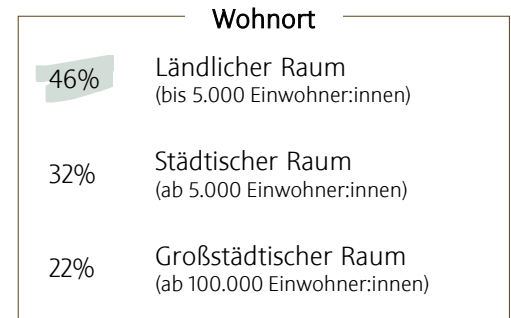 Wohnort
46% Ländlicher Raum
(bis 5.000 Einwohner:innen)
32% Städtischer Raum
(ab 5.000 Einwohner:innen)
22% Großstädtischer Raum
(ab 100.000 Einwohner:innen)